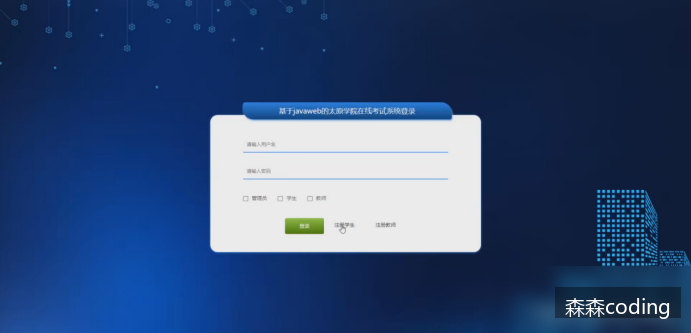 基于javaweb的太原学院在线考试系统登录
请输入用户名
请输入密码
管理员 学生 教师
登录 注册学生 注册教师
森森coding